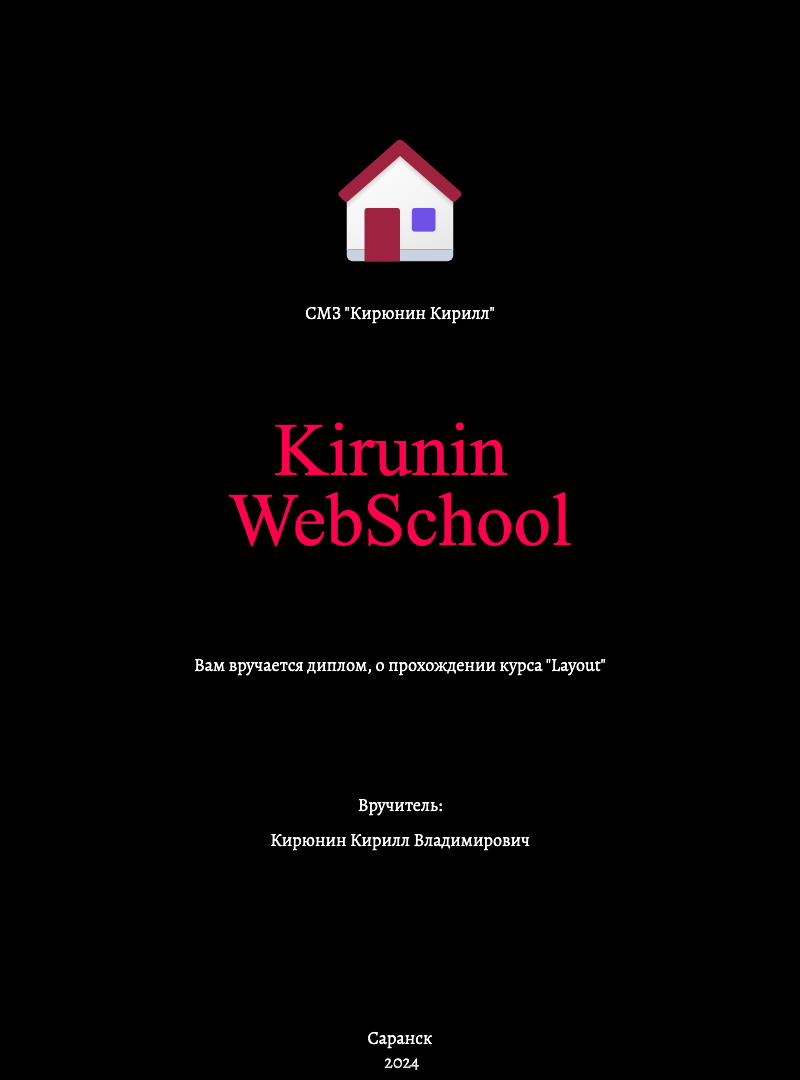 СМЗ "Кирюнин Кирилл"
Kirunin
WebSchool
Вам вручается диплом, о прохождении курса "Layout"
Вручитель:
Кирюнин Кирилл Владимирович
Саранск
2024